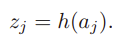 z_j = h(a_j).